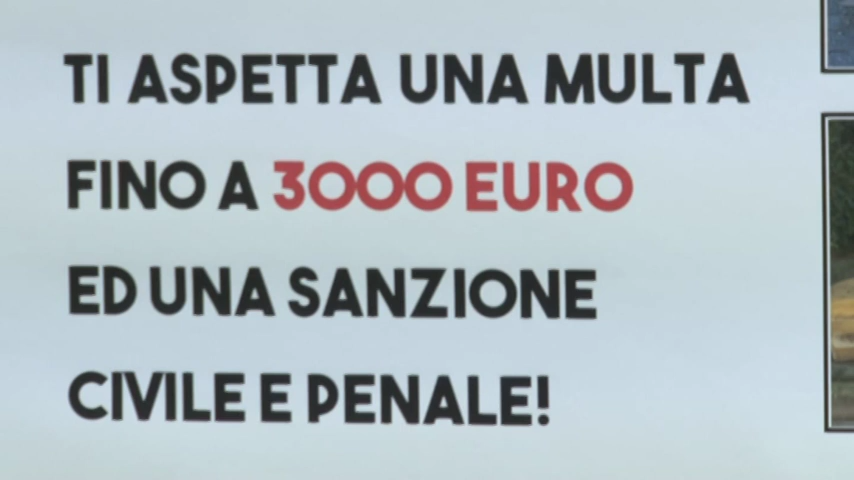 TI ASPETTA UNA MULTA
FINO A 3000 EURO
ED UNA SANZIONE
CIVILE E PENALE!